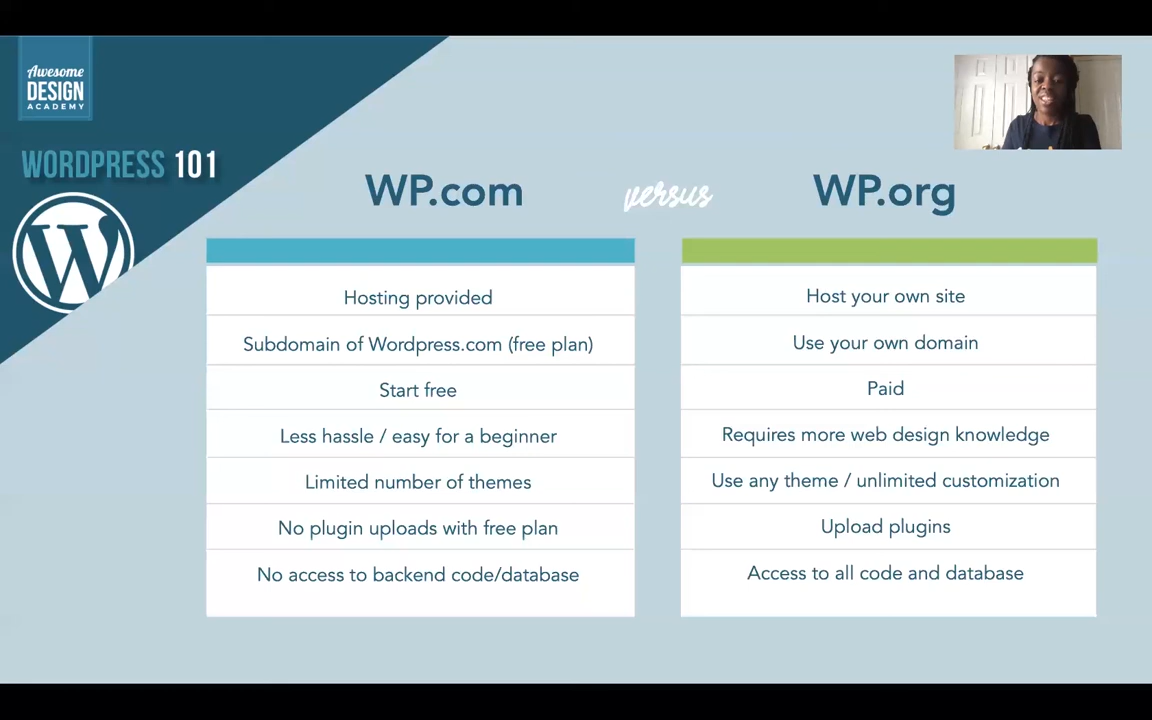 Awesome
DESIGN
ACADEMY
WORDPRESS 101
WP.com versus WP.org
Hosting provided
Host your own site
Subdomain of Wordpress.com (free plan)
Use your own domain
Start free
Paid
Less hassle / easy for a beginner
Requires more web design knowledge
Limited number of themes
Use any theme / unlimited customization
No plugin uploads with free plan
Upload plugins
No access to backend code/database
Access to all code and database